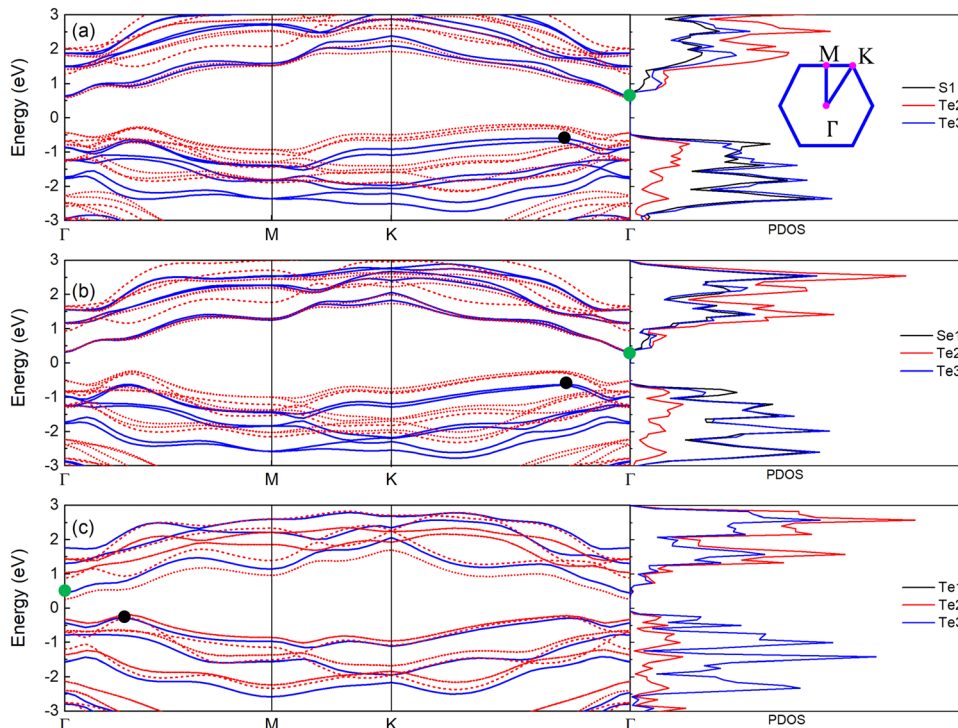 (a)
Energy (eV)
3
2
1
0
-1
-2
-3
Γ
M
K
Γ
PDOS
M
K
Γ
S1
Te2
Te3
(b)
Energy (eV)
3
2
1
0
-1
-2
-3
Γ
M
K
Γ
PDOS
Se1
Te2
Te3
(c)
Energy (eV)
3
2
1
0
-1
-2
-3
Γ
M
K
Γ
PDOS
Te1
Te2
Te3